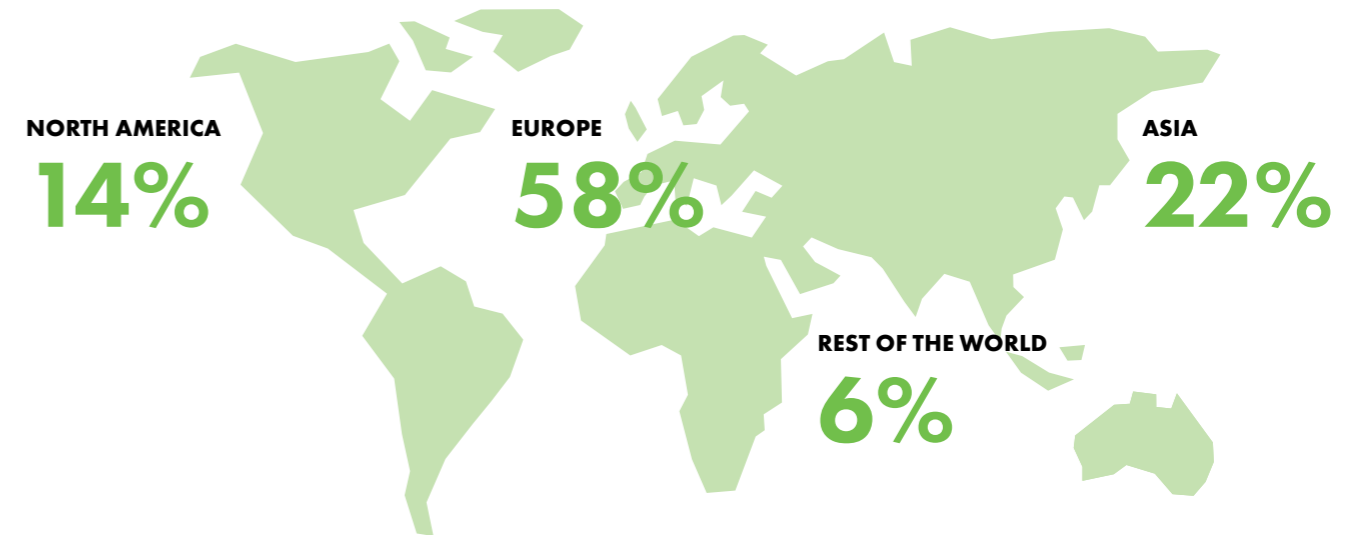 NORTH AMERICA
14%
EUROPE
58%
ASIA
22%
REST OF THE WORLD
6%